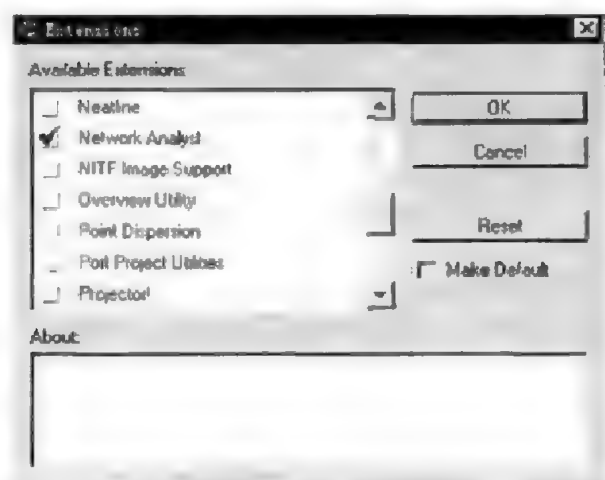 Extensions
Available Extensions:
Neatline
Network Analyst
NITF Image Support
Overview Utility
Point Dispersion
Port Project Utilities
Projector!
OK
Cancel
Reset
Make Default
About: